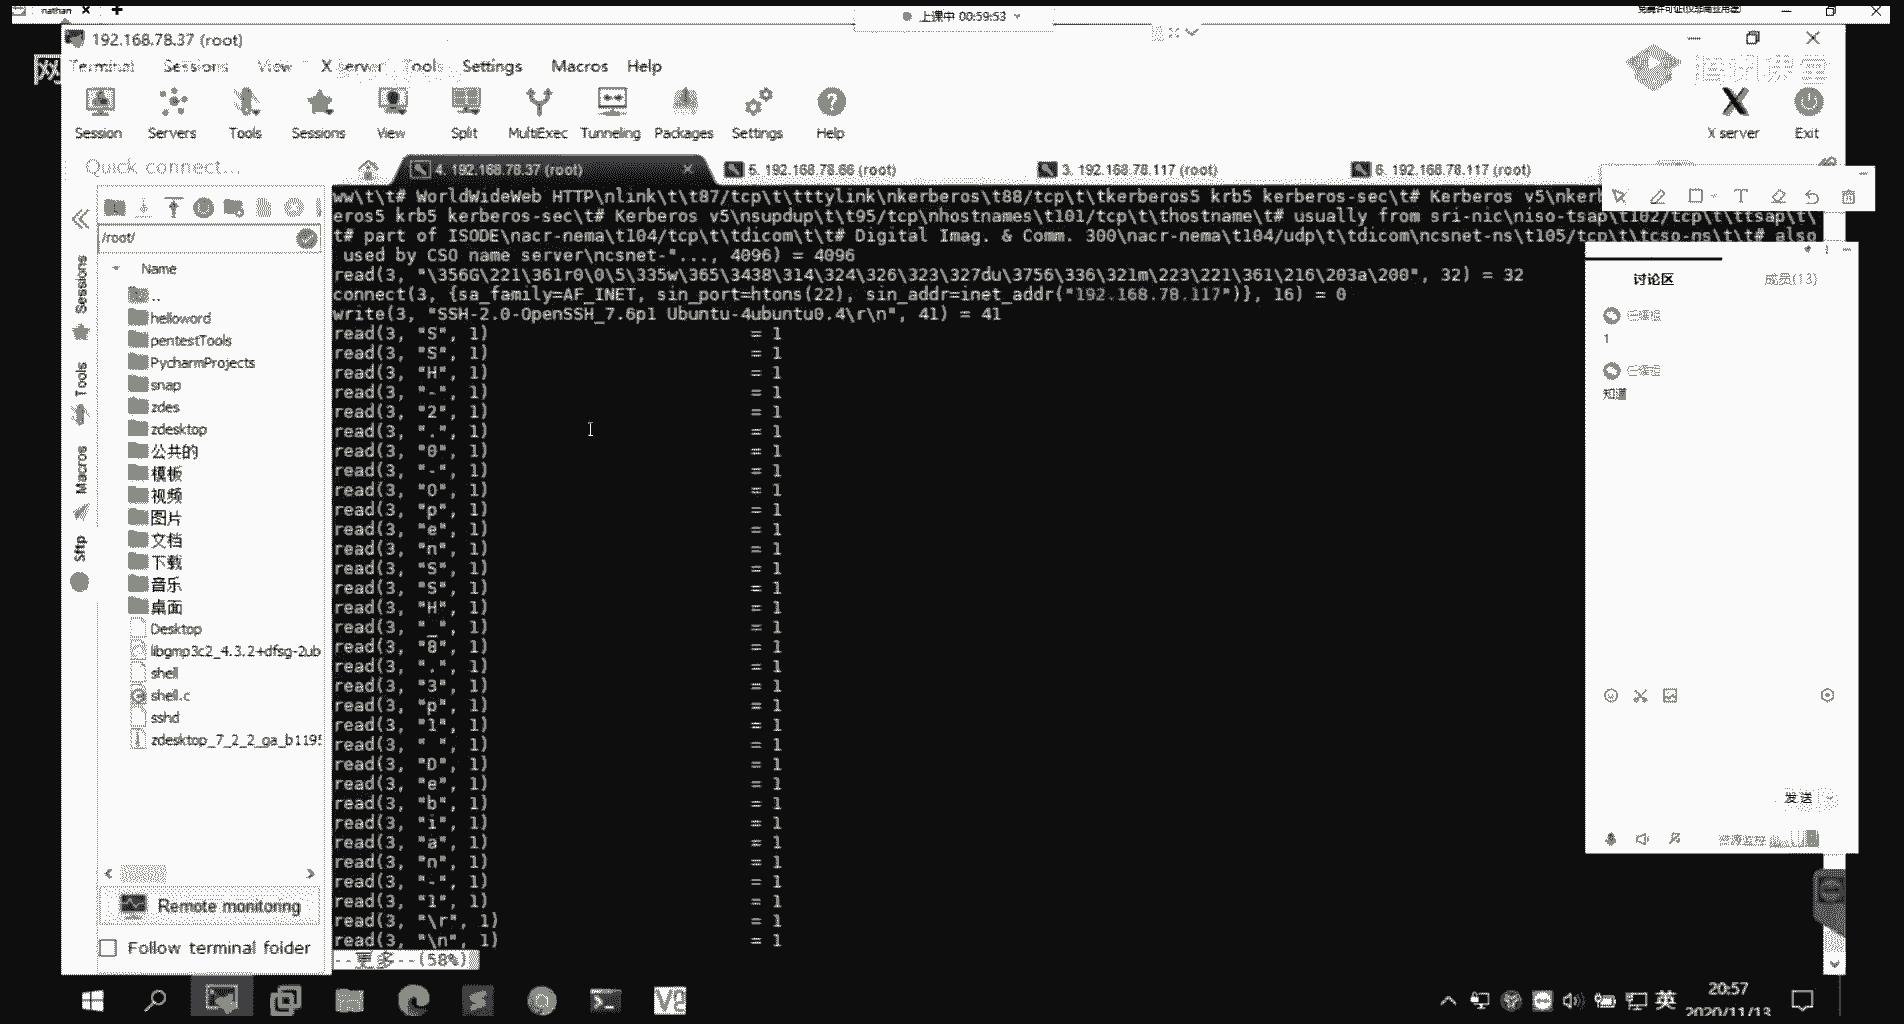 nathan
上课中 00:59:53
192.168.78.37 (root)
网
Terminal Sessions View X server Tools Settings Macros Help
Session Servers Tools Sessions View Split MultiExec Tunneling Packages Settings Help
X server Exit
Quick connect...
4. 192.168.78.37 (root)
5. 192.168.78.66 (root)
3. 192.168.78.117 (root)
6. 192.168.78.117 (root)
/root/
Name
..
helloword
pentestTools
PycharmProjects
snap
zdes
zdesktop
公共的
模板
视频
图片
文档
下载
音乐
桌面
Desktop
libgmp3c2_4.3.2+dfsg-2ub
shell
shell.c
sshd
zdesktop_7_2_2_ga_b1195
Sessions
Tools
Macros
Sftp
Remote monitoring
Follow terminal folder
ww\t\t# WorldWideWeb HTTP\nlink\t\t87/tcp\t\tttylink\nkerberos\t88/tcp\t\tkerberos5 krb5 kerberos-sec\t# Kerberos v5\nkerb
eros5 krb5 kerberos-sec\t# Kerberos v5\nsupdup\t\t95/tcp\nhostnames\t101/tcp\t\thostname\t# usually from sri-nic\niso-tsap\t102/tcp\t\ttsap\t\
t# part of ISODE\nacr-nema\t104/tcp\t\tdicom\t\t# Digital Imag. & Comm. 300\nacr-nema\t104/udp\t\tdicom\ncsnet-ns\t105/tcp\t\tcso-ns\t\t# also
used by CSO name server\ncsnet-"..., 4096) = 4096
read(3, "\356G\221\361r0\0\5\335w\365\3438\314\324\326\323\327du\3756\336\321m\223\221\361\216\203a\200", 32) = 32
connect(3, {sa_family=AF_INET, sin_port=htons(22), sin_addr=inet_addr("192.168.78.117")}, 16) = 0
write(3, "SSH-2.0-OpenSSH_7.6p1 Ubuntu-4ubuntu0.4\r\n", 41) = 41
read(3, "S", 1) = 1
read(3, "S", 1) = 1
read(3, "H", 1) = 1
read(3, "-", 1) = 1
read(3, "2", 1) = 1
read(3, ".", 1) = 1
read(3, "0", 1) = 1
read(3, "-", 1) = 1
read(3, "O", 1) = 1
read(3, "p", 1) = 1
read(3, "e", 1) = 1
read(3, "n", 1) = 1
read(3, "S", 1) = 1
read(3, "S", 1) = 1
read(3, "H", 1) = 1
read(3, "_", 1) = 1
read(3, "8", 1) = 1
read(3, ".", 1) = 1
read(3, "3", 1) = 1
read(3, "p", 1) = 1
read(3, "1", 1) = 1
read(3, " ", 1) = 1
read(3, "D", 1) = 1
read(3, "e", 1) = 1
read(3, "b", 1) = 1
read(3, "i", 1) = 1
read(3, "a", 1) = 1
read(3, "n", 1) = 1
read(3, "-", 1) = 1
read(3, "1", 1) = 1
read(3, "\r", 1) = 1
read(3, "\n", 1) = 1
--更多--(58%)
讨论区
成员(13)
1
知道
发送
英
20:57
2020/11/13